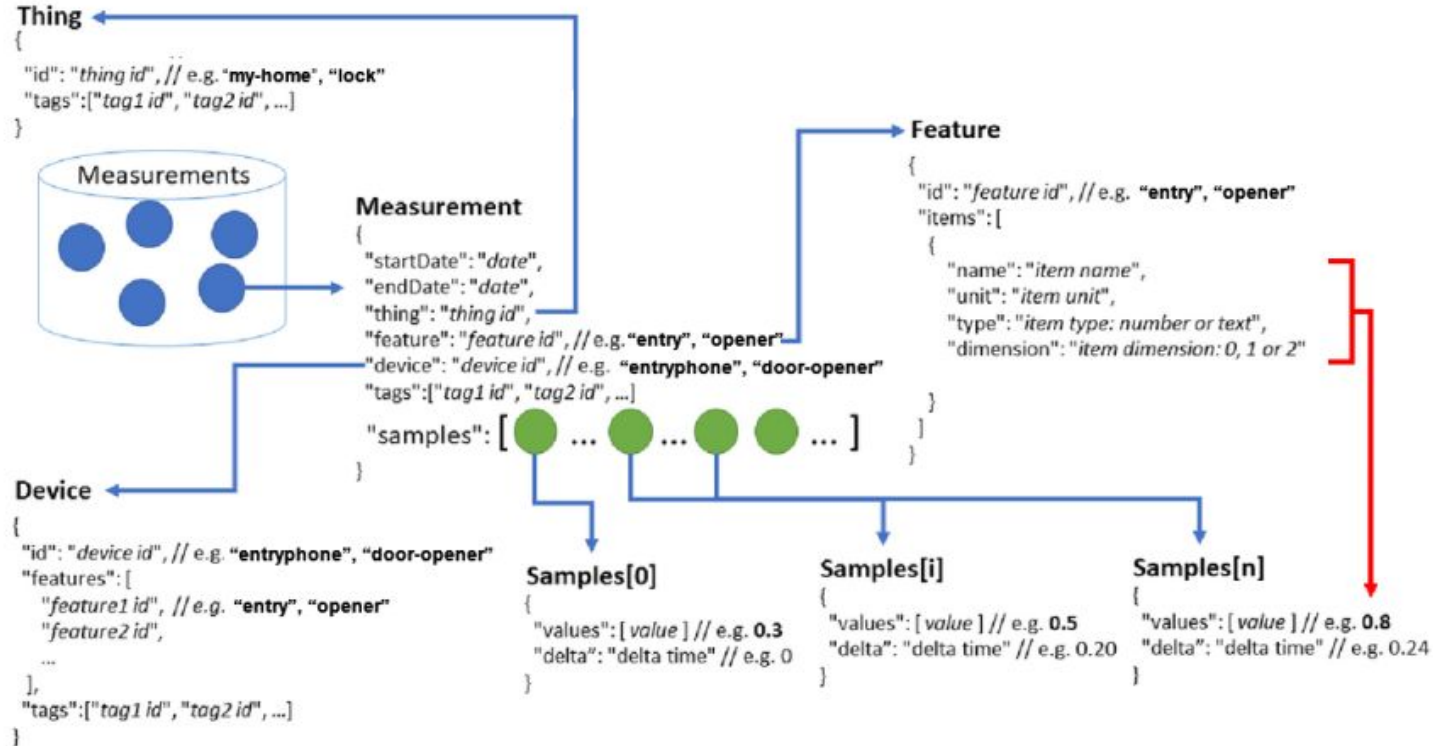 Thing
{
"id": "thing id", // e.g. "my-home", "lock"
"tags":["tag1 id", "tag2 id", ...]
}
Measurements
Measurement
{
"startDate": "date",
"endDate": "date",
"thing": "thing id",
"feature": "feature id", // e.g. "entry", "opener"
"device": "device id", // e.g. "entryphone", "door-opener"
"tags":["tag1 id", "tag2 id", ...]
"samples": [ ... ... ... ]
}
Feature
{
"id": "feature id", // e.g. "entry", "opener"
"items": [
{
"name": "item name",
"unit": "item unit",
"type": "item type: number or text",
"dimension": "item dimension: 0, 1 or 2"
}
]
}
Device
{
"id": "device id", // e.g. "entryphone", "door-opener"
"features": [
"feature1 id", // e.g. "entry", "opener"
"feature2 id",
...
],
"tags":["tag1 id", "tag2 id", ...]
}
Samples[0]
{
"values": [ value ] // e.g. 0.3
"delta": "delta time" // e.g. 0
}
Samples[i]
{
"values": [ value ] // e.g. 0.5
"delta": "delta time" // e.g. 0.20
}
Samples[n]
{
"values": [ value ] // e.g. 0.8
"delta": "delta time" // e.g. 0.24
}